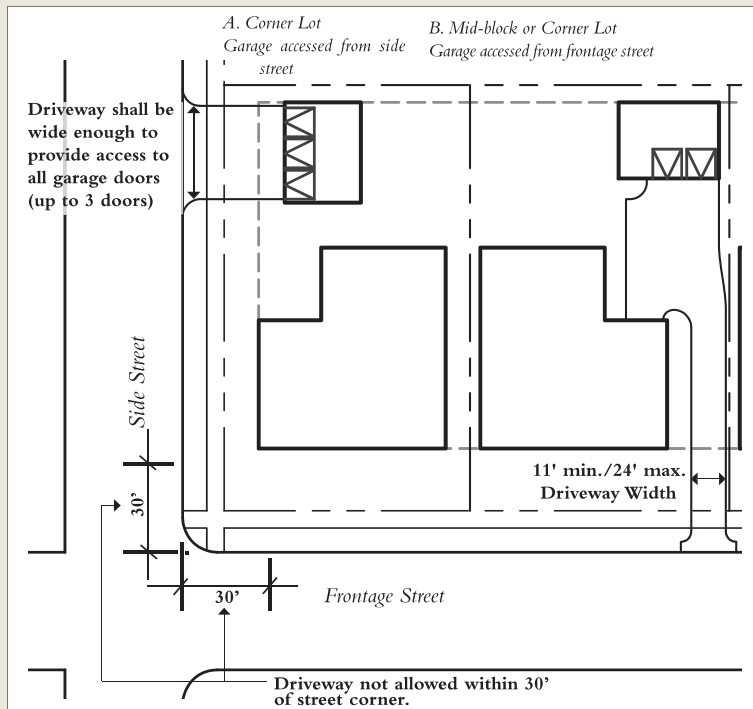 A. Corner Lot
Garage accessed from side
street
B. Mid-block or Corner Lot
Garage accessed from frontage street
Driveway shall be
wide enough to
provide access to
all garage doors
(up to 3 doors)
Side Street
11' min./24' max.
Driveway Width
30’
30’
Frontage Street
Driveway not allowed within 30’
of street corner.